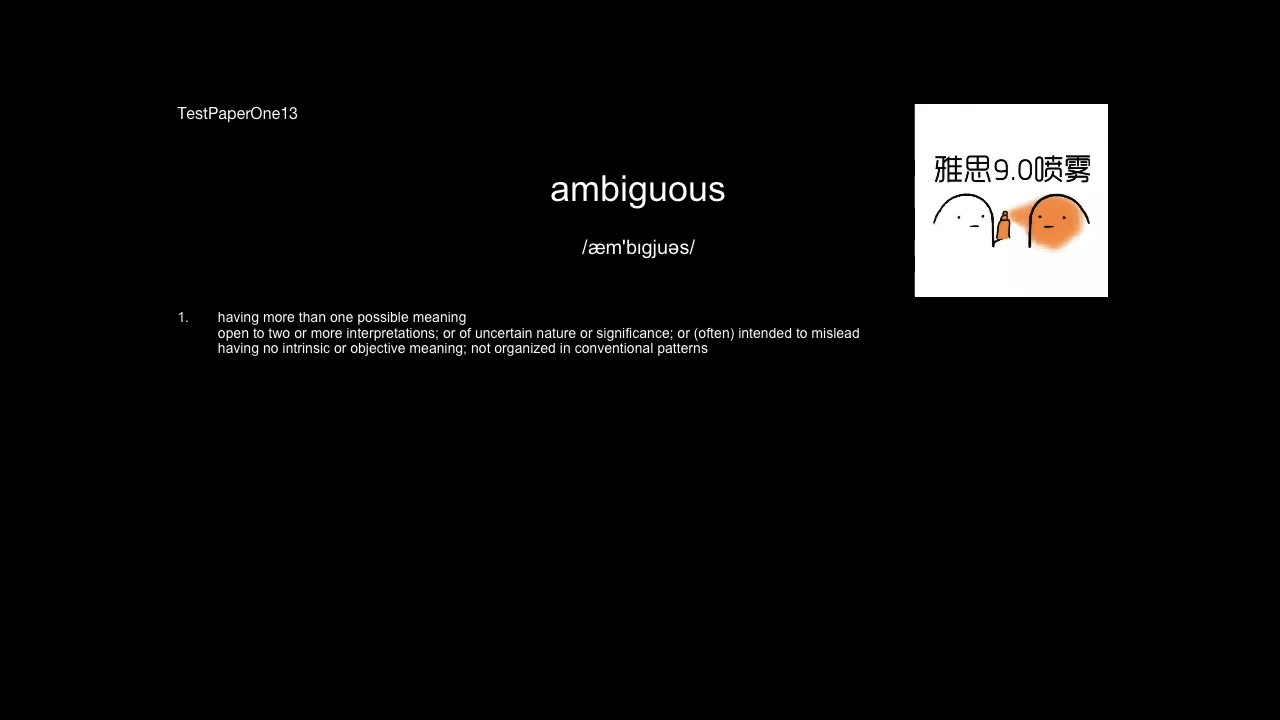 TestPaperOne13
雅思9.0喷雾
ambiguous
/æm'bıgjuəs/
1. having more than one possible meaning
open to two or more interpretations; or of uncertain nature or significance; or (often) intended to mislead
having no intrinsic or objective meaning; not organized in conventional patterns